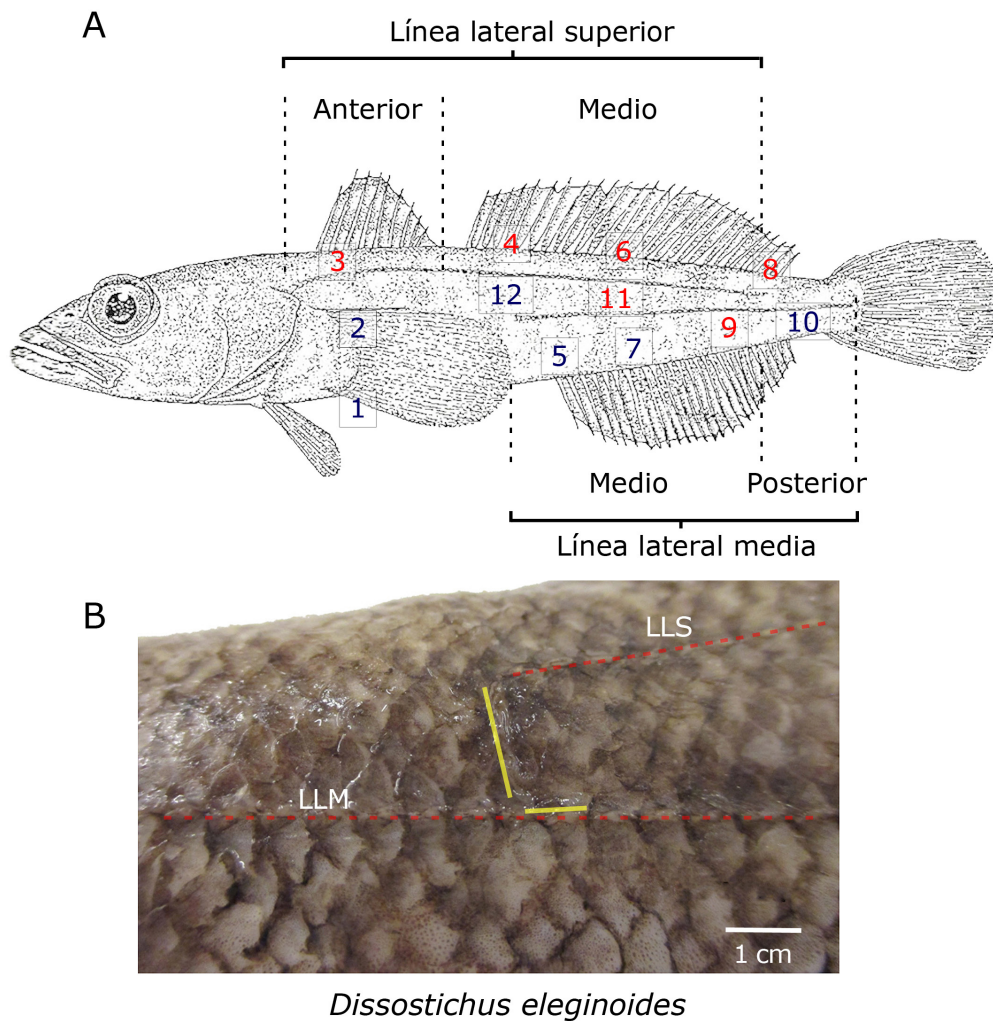 A
Línea lateral superior
Anterior
Medio
3
4
6
8
12
11
2
9
10
5
7
1
Medio
Posterior
Línea lateral media
B
LLS
LLM
1 cm
Dissostichus eleginoides